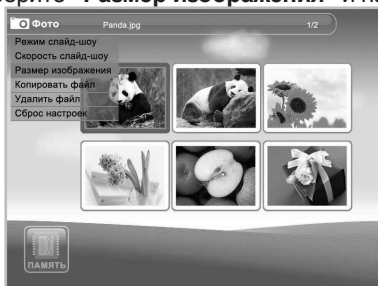 ерите "Размер изображения" и на
Фото Panda.jpg 1/2
Режим слайд-шоу
Скорость слайд-шоу
Размер изображения
Копировать файл
Удалить файл
Сброс настроек
ПАМЯТЬ